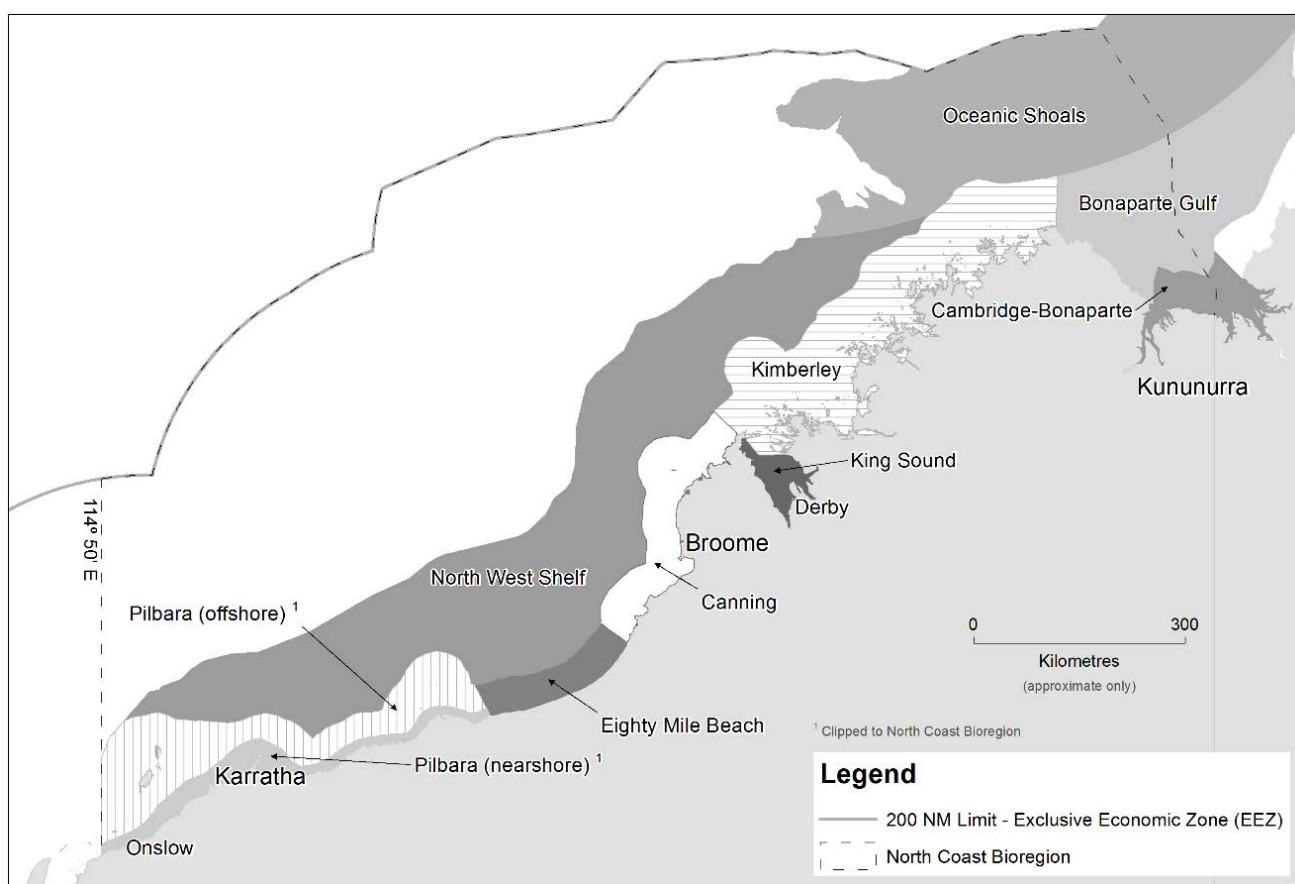 Oceanic Shoals
Bonaparte Gulf
Cambridge-Bonaparte
Kimberley
Kununurra
King Sound
Derby
114° 50' E
Broome
North West Shelf
Canning
Pilbara (offshore) 1
0 300
Kilometres
(approximate only)
Eighty Mile Beach
1 Clipped to North Coast Bioregion
Karratha
Pilbara (nearshore) 1
Legend
200 NM Limit - Exclusive Economic Zone (EEZ)
North Coast Bioregion
Onslow